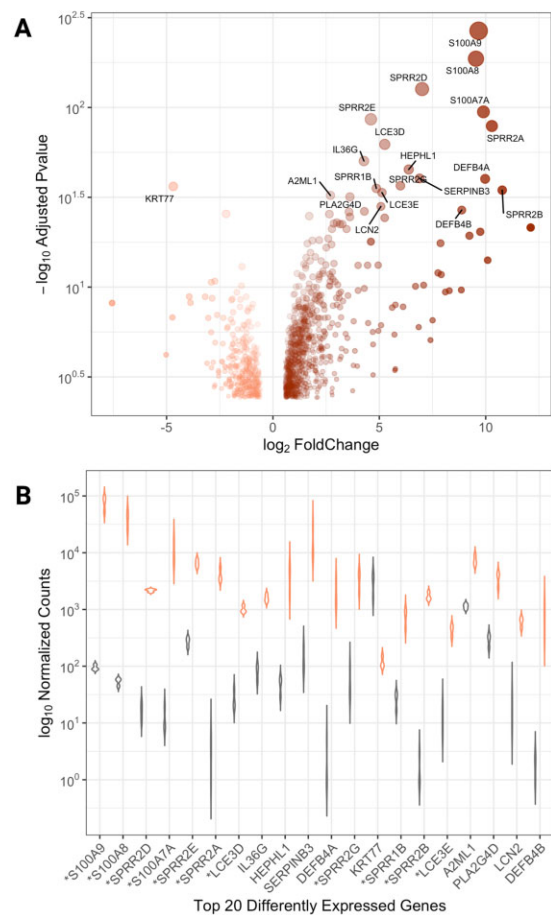 A
− log₁₀ Adjusted Pvalue
10^2.5
10^2
10^1.5
10^1
10^0.5
S100A9
S100A8
SPRR2D
S100A7A
SPRR2E
SPRR2A
LCE3D
IL36G
HEPHL1
DEFB4A
SPRR1B
SPRR2G
A2ML1
SERPINB3
KRT77
PLA2G4D
LCE3E
SPRR2B
DEFB4B
LCN2
-5
0
5
10
log₂ FoldChange
B
log₁₀ Normalized Counts
10^5
10^4
10^3
10^2
10^1
10^0
*S100A9
*S100A8
*SPRR2D
*S100A7A
*SPRR2E
*SPRR2A
*LCE3D
IL36G
HEPHL1
SERPINB3
DEFB4A
*SPRR2G
KRT77
*SPRR1B
*SPRR2B
*LCE3E
A2ML1
PLA2G4D
LCN2
DEFB4B
Top 20 Differently Expressed Genes